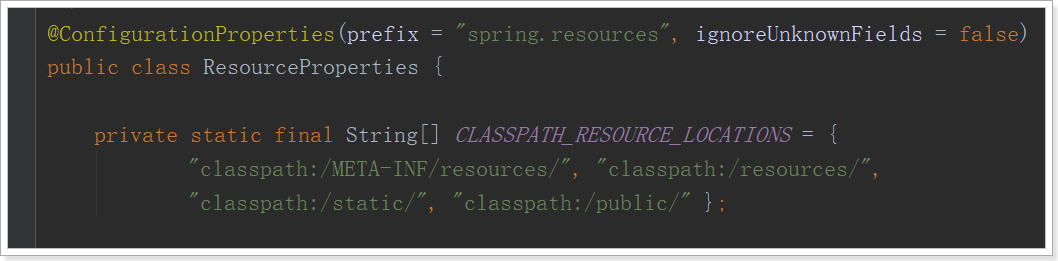 @ConfigurationProperties(prefix = "spring.resources", ignoreUnknownFields = false)
public class ResourceProperties {
private static final String[] CLASSPATH_RESOURCE_LOCATIONS = {
"classpath:/META-INF/resources/", "classpath:/resources/",
"classpath:/static/", "classpath:/public/" };